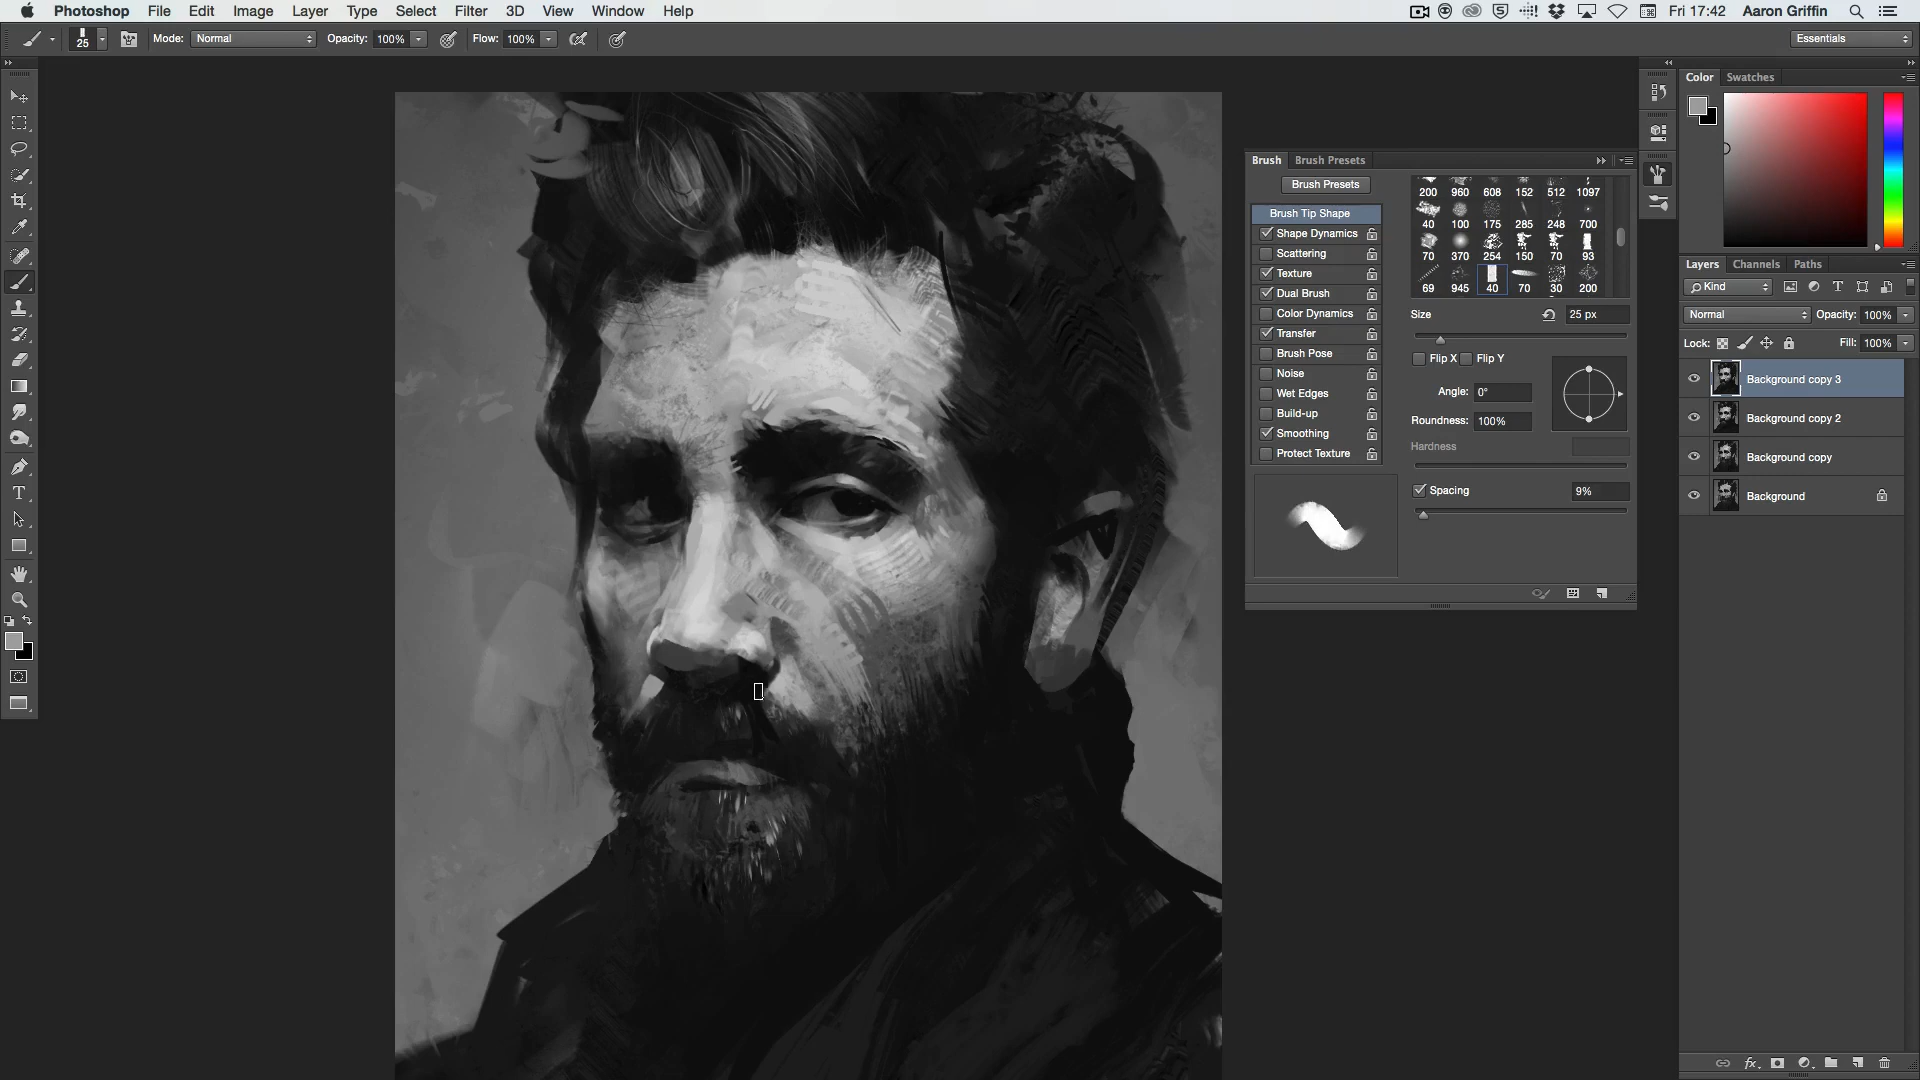 Photoshop File Edit Image Layer Type Select Filter 3D View Window Help Fri 17:42 Aaron Griffin
25 Mode: Normal Opacity: 100% Flow: 100% Essentials
Color Swatches
Brush Brush Presets
Brush Presets
200 960 608 152 512 1097
Brush Tip Shape
40 100 175 285 248 700
Shape Dynamics
Scattering
70 370 254 150 70 93
Texture
69 945 40 70 30 200
Dual Brush
Color Dynamics
Size 25 px
Transfer
Brush Pose
Flip X Flip Y
Noise
Wet Edges
Angle: 0°
Build-up
Roundness: 100%
Smoothing
Hardness
Protect Texture
Spacing 9%
Layers Channels Paths
Kind
Normal Opacity: 100%
Lock: Fill: 100%
Background copy 3
Background copy 2
Background copy
Background